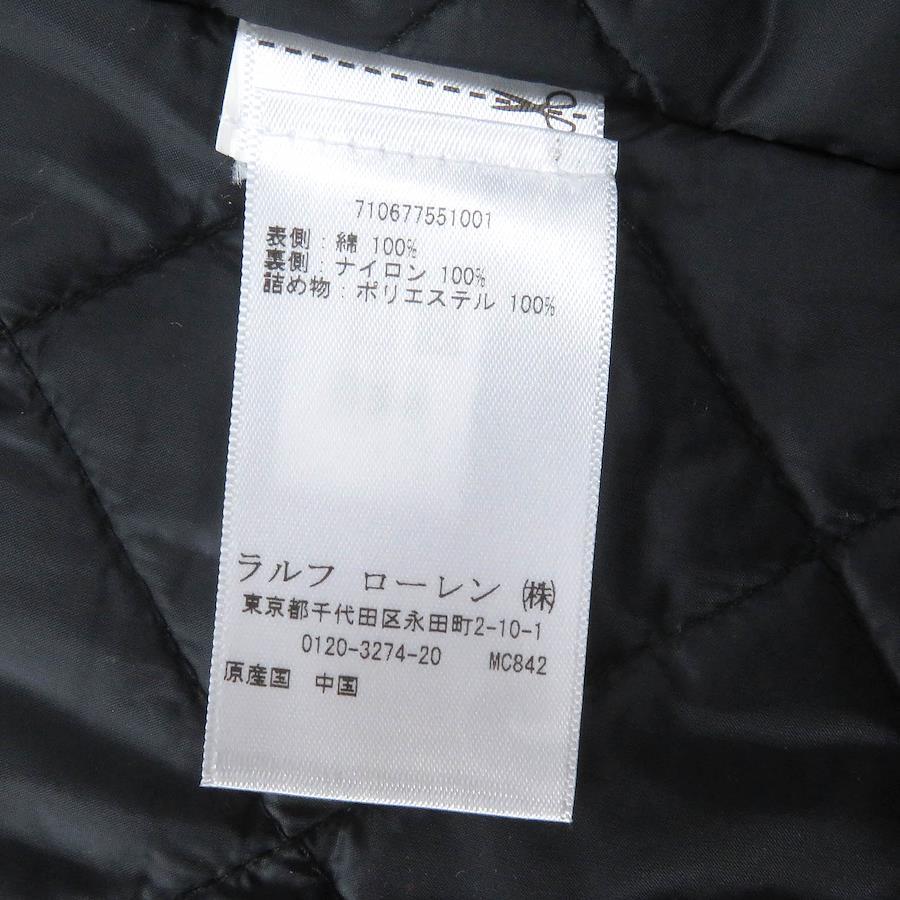 710677551001
表側：綿 100%
裏側：ナイロン 100%
詰め物：ポリエステル 100%
ラルフ ローレン ㈱
東京都千代田区永田町2-10-1
0120-3274-20 MC842
原産国 中国